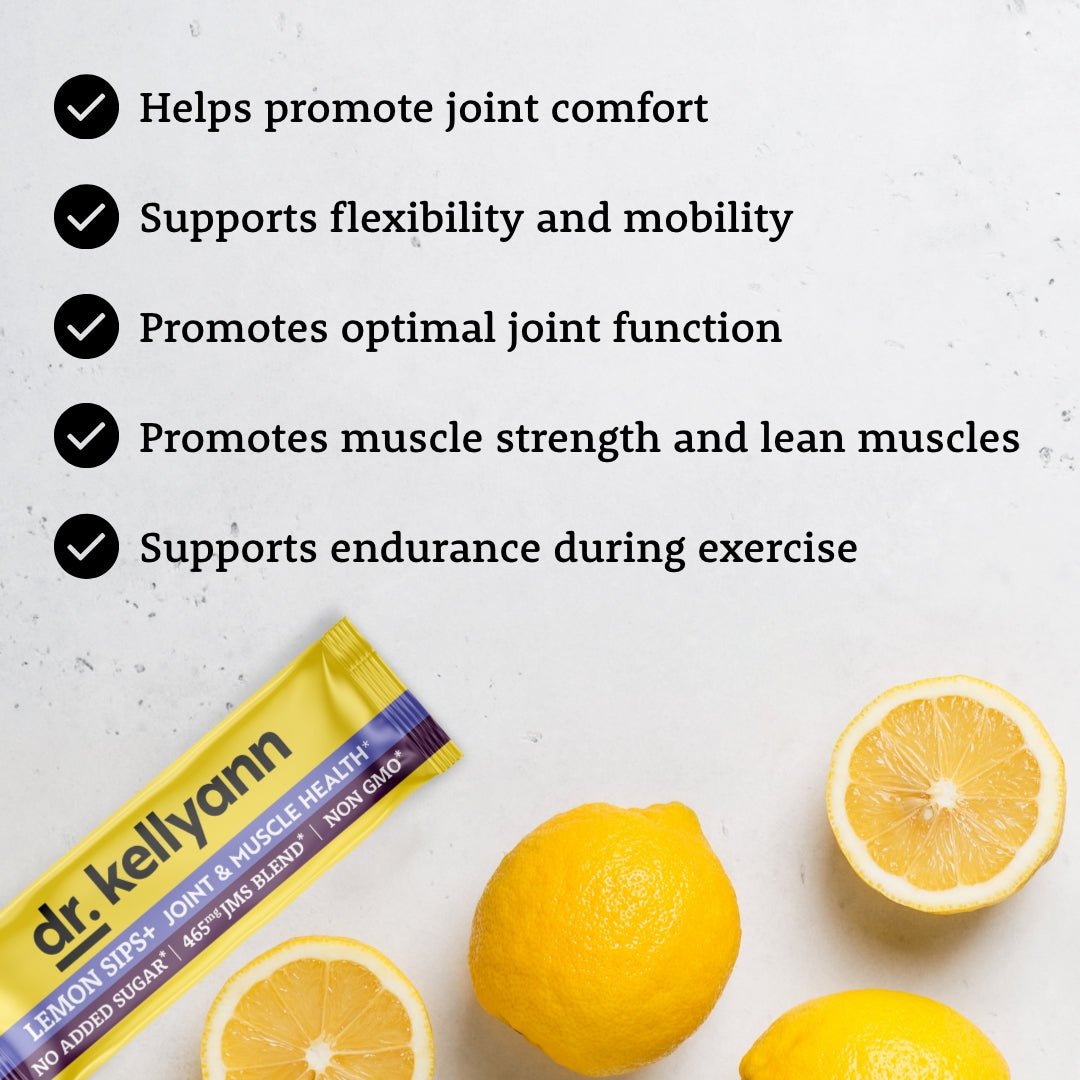 Helps promote joint comfort
Supports flexibility and mobility
Promotes optimal joint function
Promotes muscle strength and lean muscles
Supports endurance during exercise
dr. kellyann
LEMON SIPS+ JOINT & MUSCLE HEALTH*
NO ADDED SUGAR* | 465mg JMS BLEND* | NON GMO*